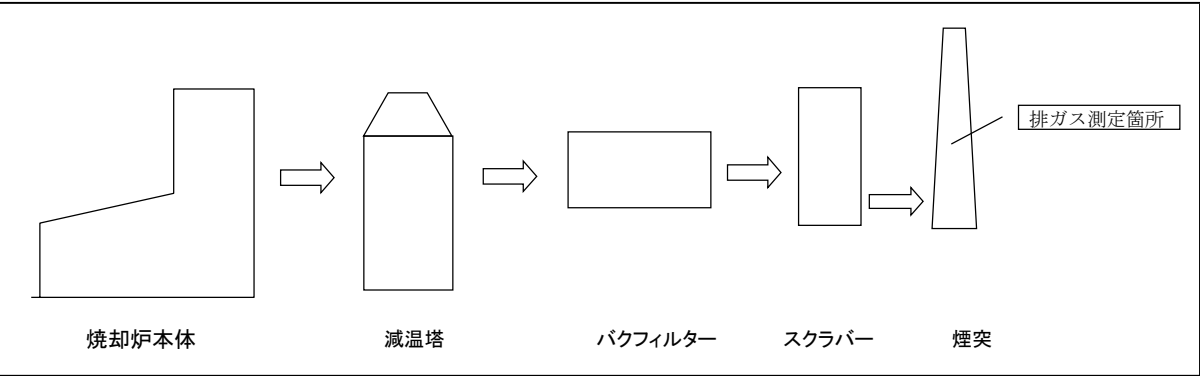 排ガス測定箇所
焼却炉本体
減温塔
バクフィルター
スクラバー
煙突